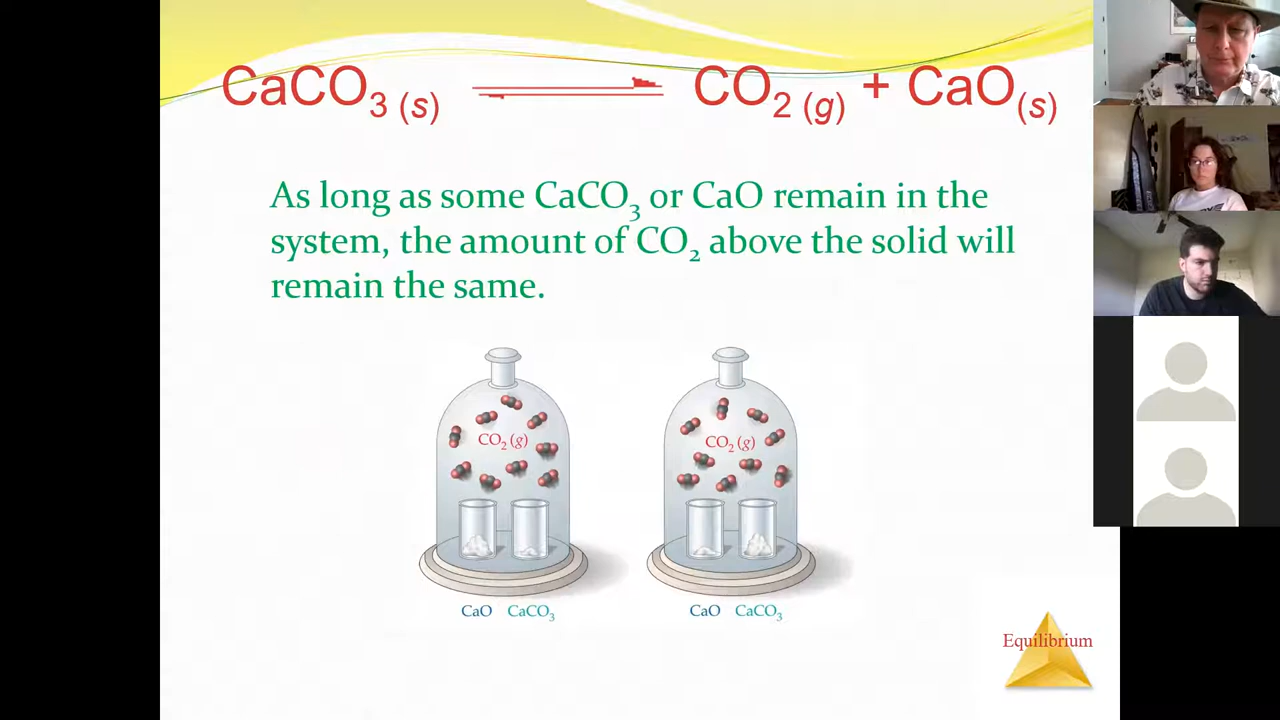 CaCO₃ (s) ⇌ CO₂ (g) + CaO(s)
As long as some CaCO₃ or CaO remain in the
system, the amount of CO₂ above the solid will
remain the same.
CO₂ (g) CO₂ (g)
CaO CaCO₃ CaO CaCO₃
Equilibrium